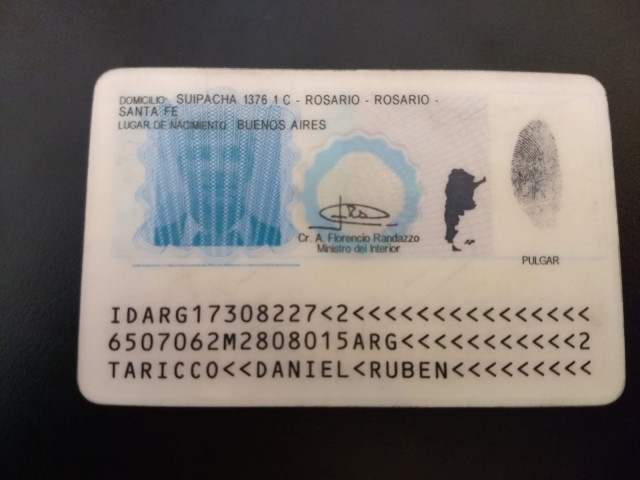 DOMICILIO: SUIPACHA 1376 1 C - ROSARIO - ROSARIO -
SANTA FE
LUGAR DE NACIMIENTO: BUENOS AIRES
Cr. A. Florencio Randazzo
Ministro del Interior
PULGAR
IDARG17308227<2<<<<<<<<<<<<<<<
6507062M2808015ARG<<<<<<<<<<<2
TARICCO<<DANIEL<RUBEN<<<<<<<<<